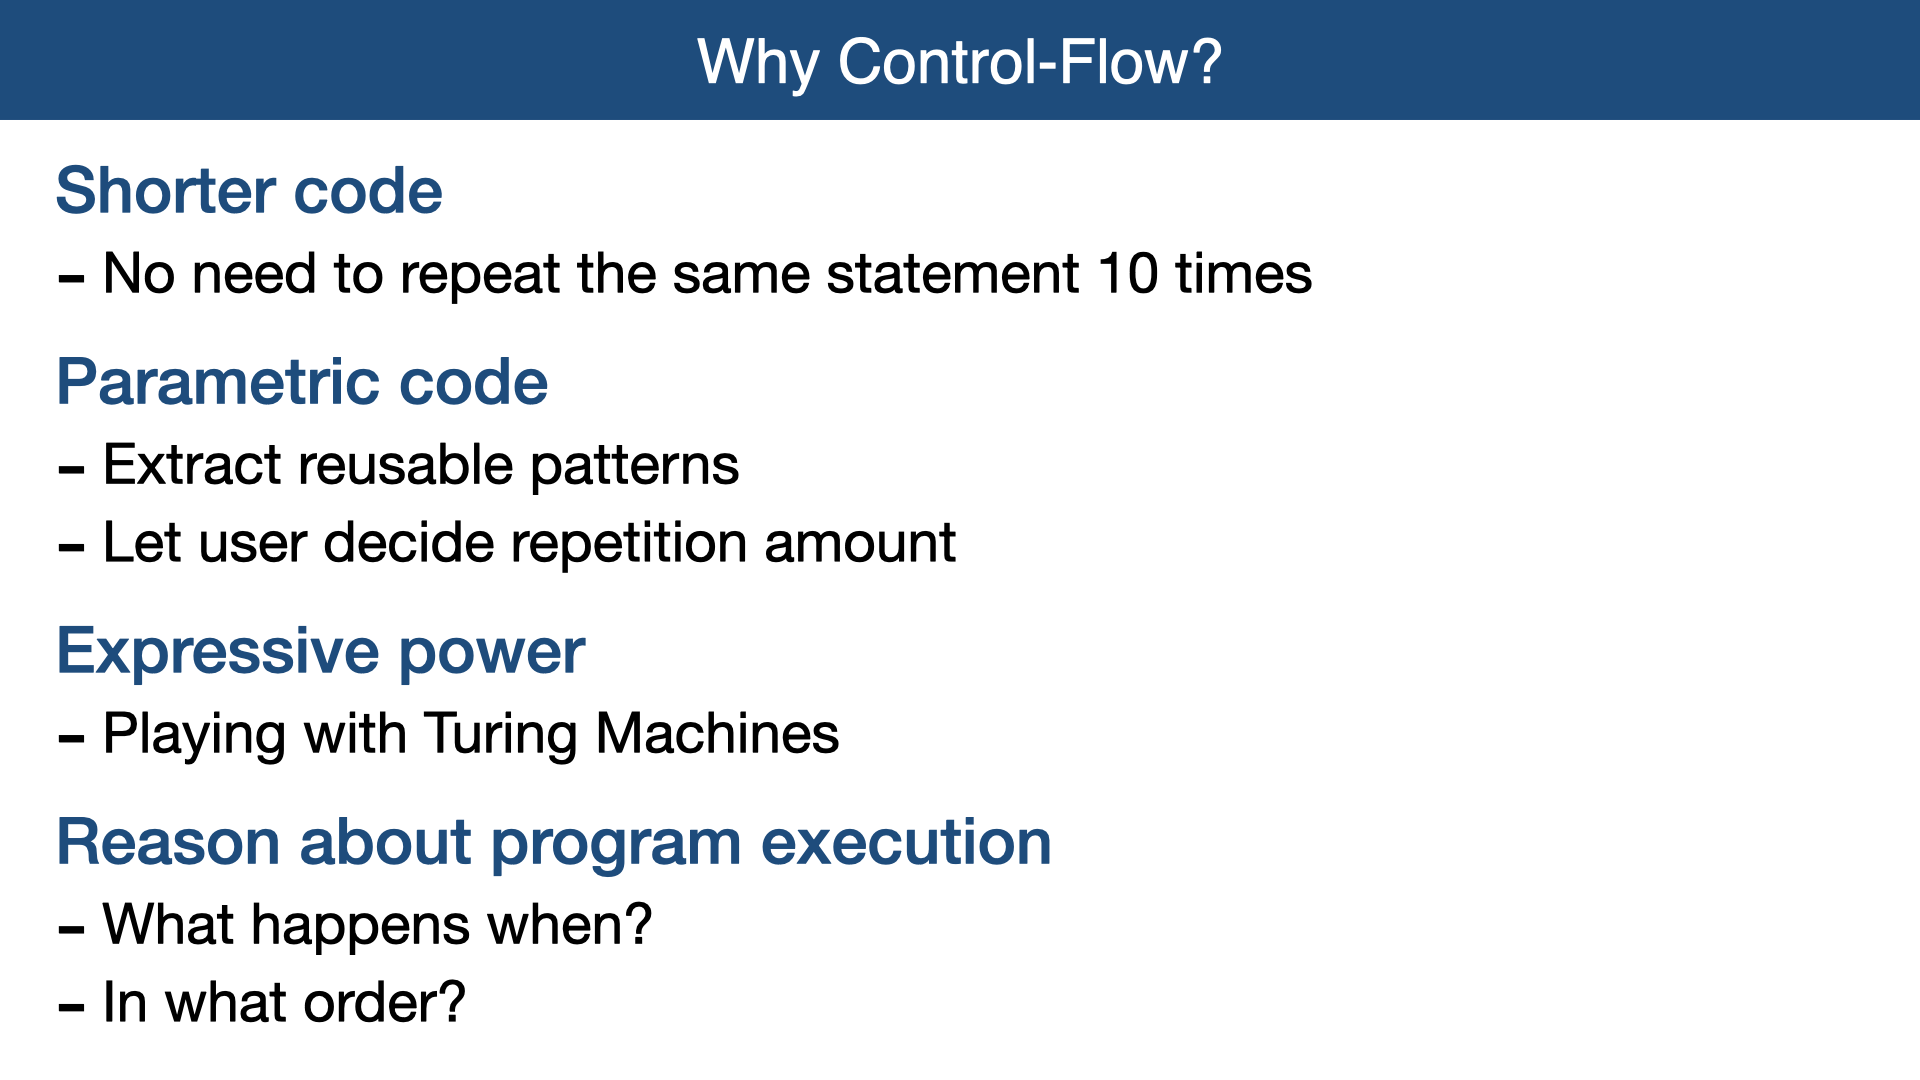 Why Control-Flow?
Shorter code
– No need to repeat the same statement 10 times
Parametric code
– Extract reusable patterns
– Let user decide repetition amount
Expressive power
– Playing with Turing Machines
Reason about program execution
– What happens when?
– In what order?